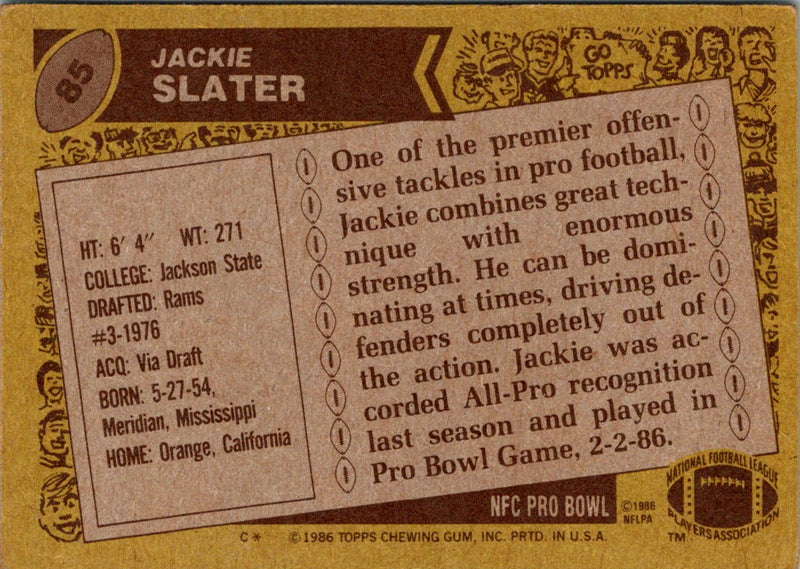 85
JACKIE
SLATER
GO
TOPPS
HT: 6' 4" WT: 271
COLLEGE: Jackson State
DRAFTED: Rams
#3-1976
ACQ: Via Draft
BORN: 5-27-54,
Meridian, Mississippi
HOME: Orange, California
One of the premier offen-
sive tackles in pro football,
Jackie combines great tech-
nique with enormous
strength. He can be domi-
nating at times, driving de-
fenders completely out of
the action. Jackie was ac-
corded All-Pro recognition
last season and played in
Pro Bowl Game, 2-2-86.
NFC PRO BOWL
©1986
NFLPA
NATIONAL FOOTBALL LEAGUE
PLAYERS ASSOCIATION
TM
C* ©1986 TOPPS CHEWING GUM, INC. PRTD. IN U.S.A.